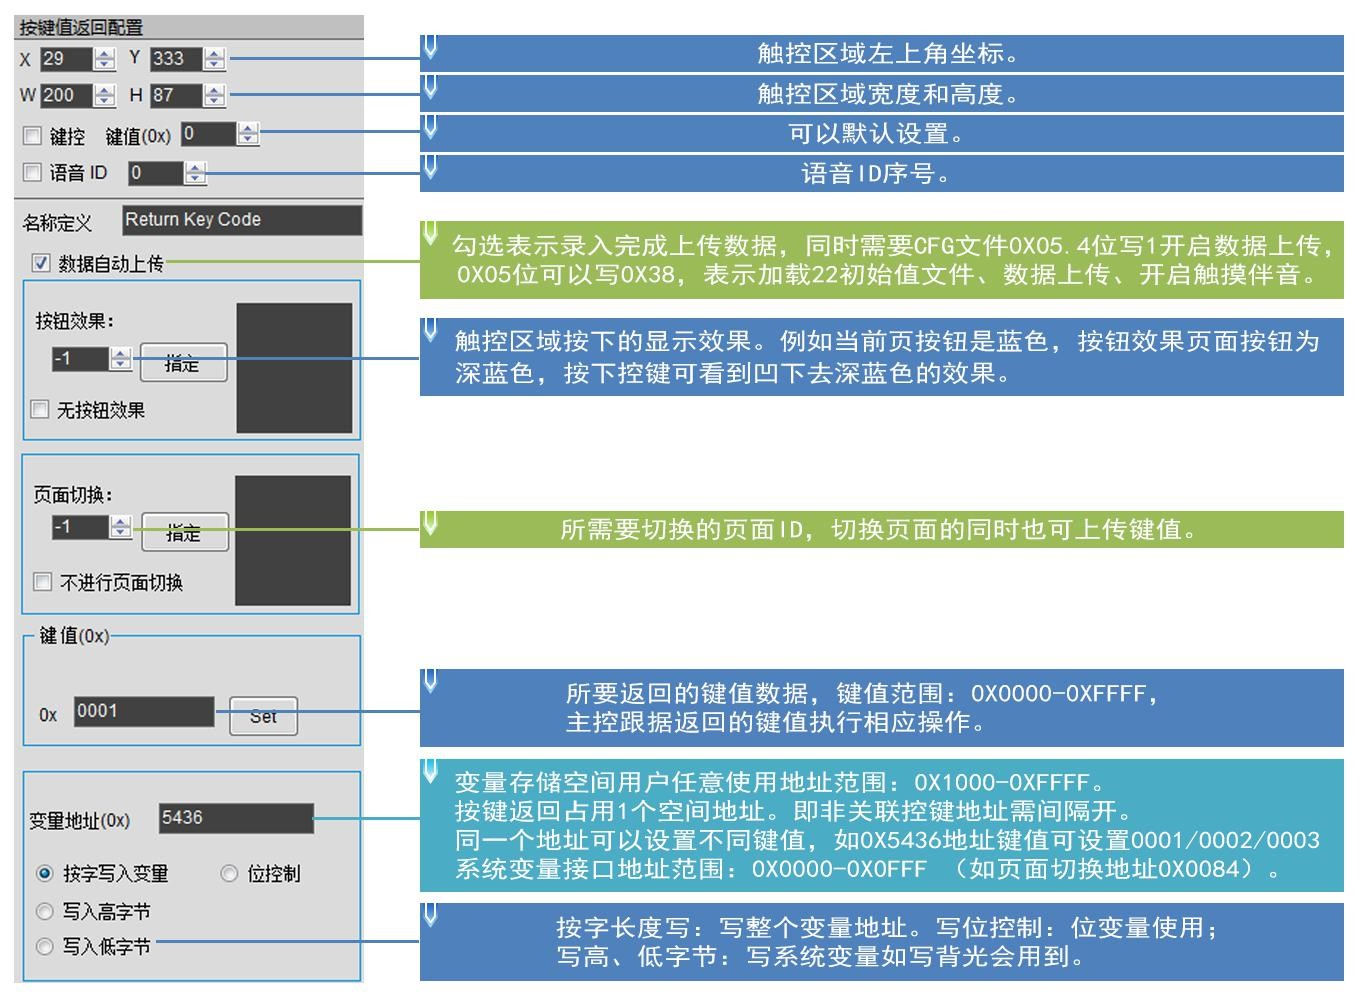 按键值返回配置
X 29 Y 333
触控区域左上角坐标。
W 200 H 87
触控区域宽度和高度。
键控 键值(0x) 0
可以默认设置。
语音 ID 0
语音ID序号。
名称定义 Return Key Code
数据自动上传
勾选表示录入完成上传数据，同时需要CFG文件0X05.4位写1开启数据上传，
0X05位可以写0X38，表示加载22初始值文件、数据上传、开启触摸伴音。
按钮效果：
-1 指定
无按钮效果
触控区域按下的显示效果。例如当前页按钮是蓝色，按钮效果页面按钮为
深蓝色，按下控键可看到凹下去深蓝色的效果。
页面切换：
-1 指定
不进行页面切换
所需要切换的页面ID，切换页面的同时也可上传键值。
键值(0x)
0x 0001 Set
所要返回的键值数据，键值范围：0X0000-0XFFFF，
主控跟据返回的键值执行相应操作。
变量地址(0x) 5436
变量存储空间用户任意使用地址范围：0X1000-0XFFFF。
按键返回占用1个空间地址。即非关联控键地址需间隔开。
同一个地址可以设置不同键值，如0X5436地址键值可设置0001/0002/0003
系统变量接口地址范围：0X0000-0X0FFF （如页面切换地址0X0084）。
按字写入变量 位控制
写入高字节
写入低字节
按字长度写：写整个变量地址。写位控制：位变量使用；
写高、低字节：写系统变量如写背光会用到。